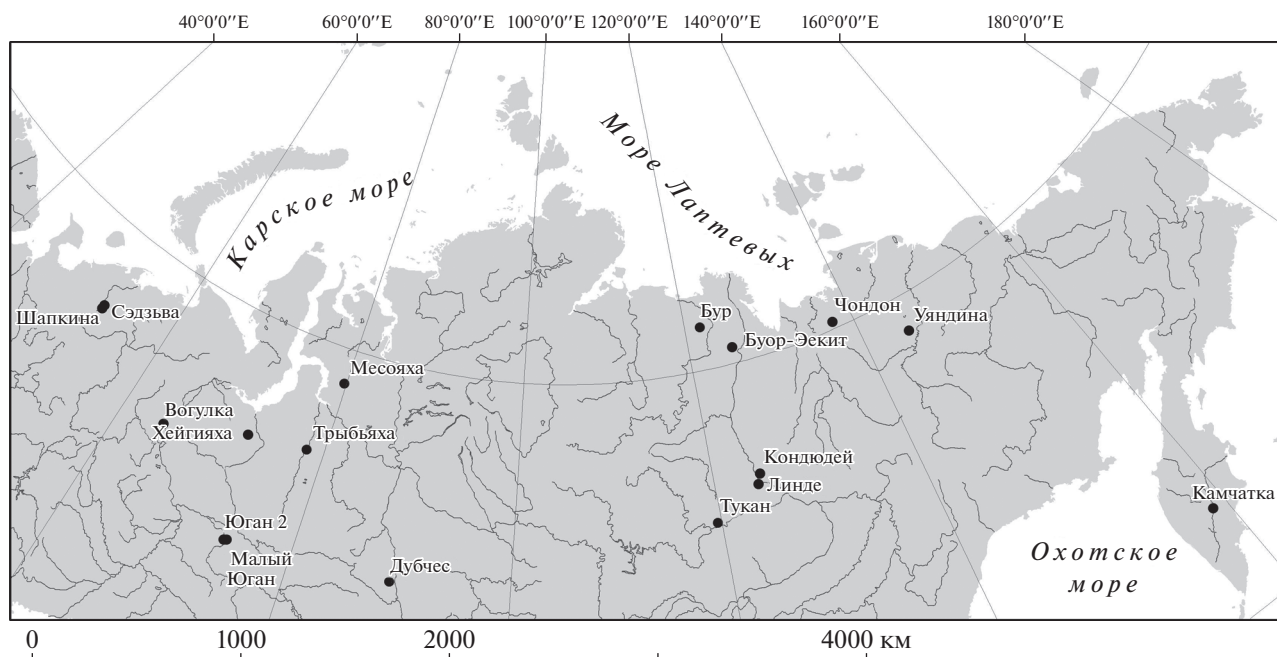 40°0′0′′E 60°0′0′′E 80°0′0′′E 100°0′0′′E 120°0′0′′E 140°0′0′′E 160°0′0′′E 180°0′0′′E
Карское море
Море Лаптевых
Шапкина
Сэдзьва
Бур
Чондон
Уяндина
Буор-Эекит
Месояха
Вогулка
Хейгияха
Трыбьяха
Кондюдей
Линде
Тукан
Камчатка
Юган 2
Малый
Юган
Дубчес
Охотское
море
0 1000 2000 4000 км